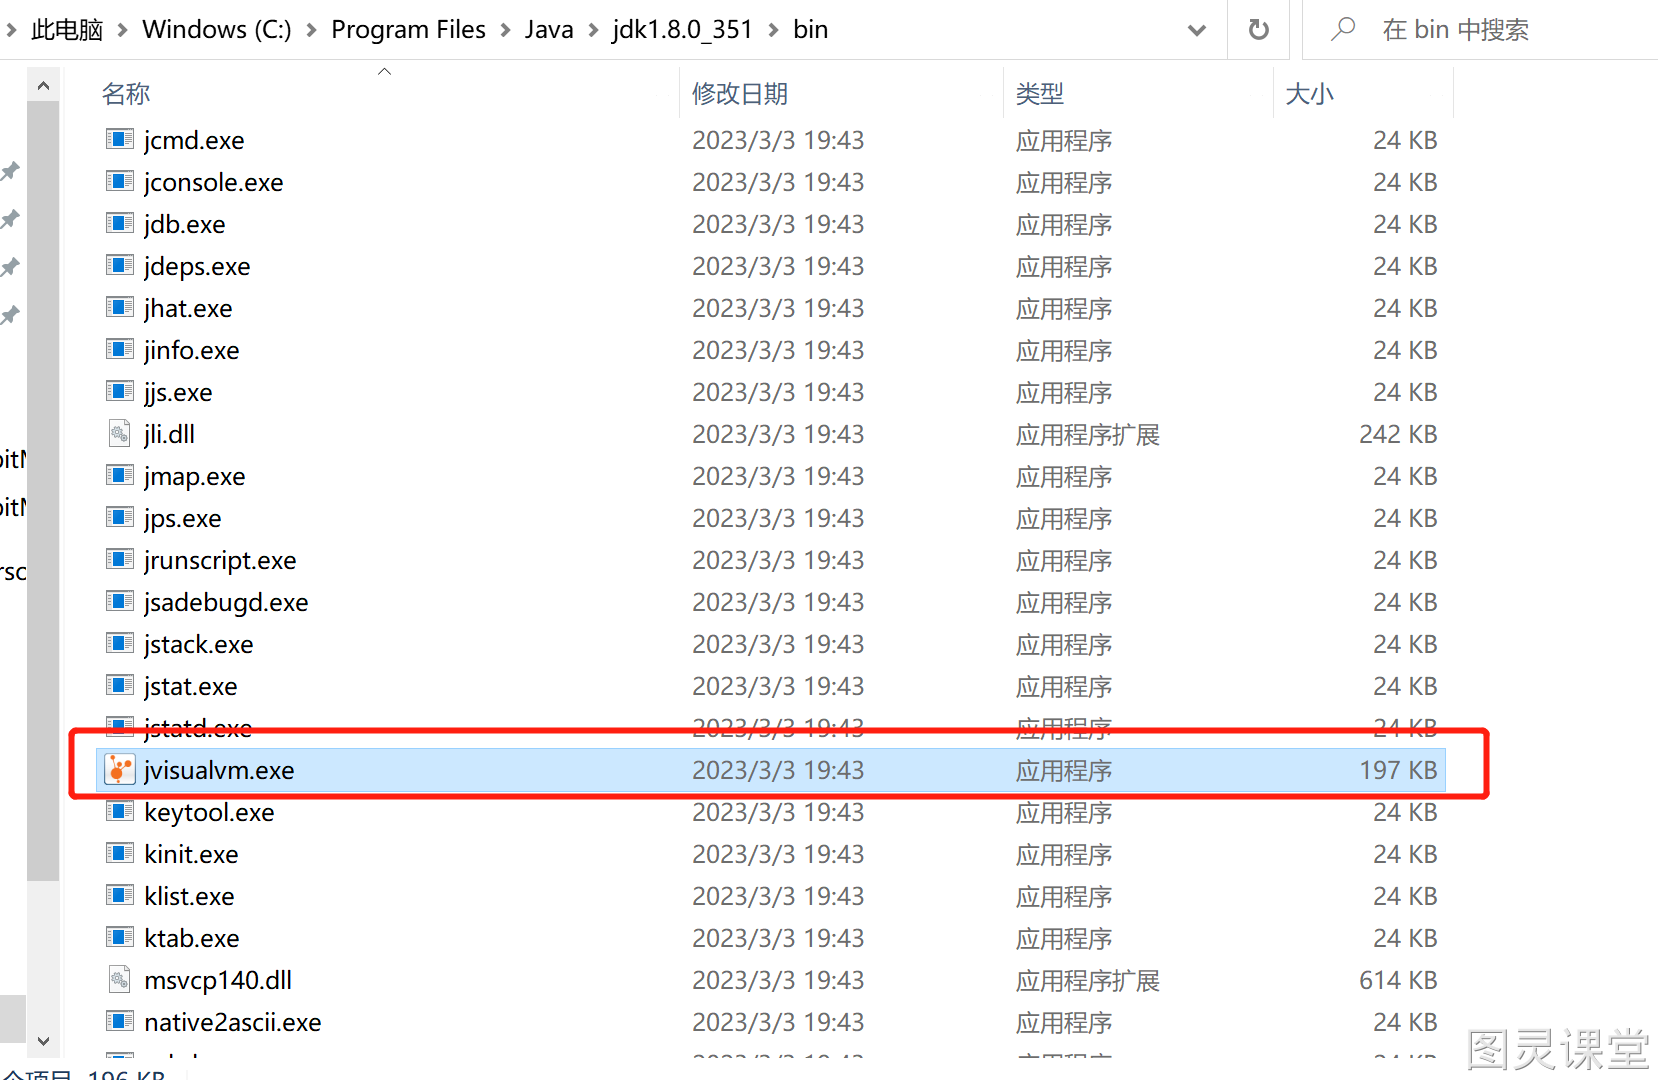 此电脑 > Windows (C:) > Program Files > Java > jdk1.8.0_351 > bin
在 bin 中搜索
名称 修改日期 类型 大小
jcmd.exe 2023/3/3 19:43 应用程序 24 KB
jconsole.exe 2023/3/3 19:43 应用程序 24 KB
jdb.exe 2023/3/3 19:43 应用程序 24 KB
jdeps.exe 2023/3/3 19:43 应用程序 24 KB
jhat.exe 2023/3/3 19:43 应用程序 24 KB
jinfo.exe 2023/3/3 19:43 应用程序 24 KB
jjs.exe 2023/3/3 19:43 应用程序 24 KB
jli.dll 2023/3/3 19:43 应用程序扩展 242 KB
jmap.exe 2023/3/3 19:43 应用程序 24 KB
jps.exe 2023/3/3 19:43 应用程序 24 KB
jrunscript.exe 2023/3/3 19:43 应用程序 24 KB
jsadebugd.exe 2023/3/3 19:43 应用程序 24 KB
jstack.exe 2023/3/3 19:43 应用程序 24 KB
jstat.exe 2023/3/3 19:43 应用程序 24 KB
jstatd.exe 2023/3/3 19:43 应用程序 24 KB
jvisualvm.exe 2023/3/3 19:43 应用程序 197 KB
keytool.exe 2023/3/3 19:43 应用程序 24 KB
kinit.exe 2023/3/3 19:43 应用程序 24 KB
klist.exe 2023/3/3 19:43 应用程序 24 KB
ktab.exe 2023/3/3 19:43 应用程序 24 KB
msvcp140.dll 2023/3/3 19:43 应用程序扩展 614 KB
native2ascii.exe 2023/3/3 19:43 应用程序 24 KB
个项目 196 KB
图灵课堂